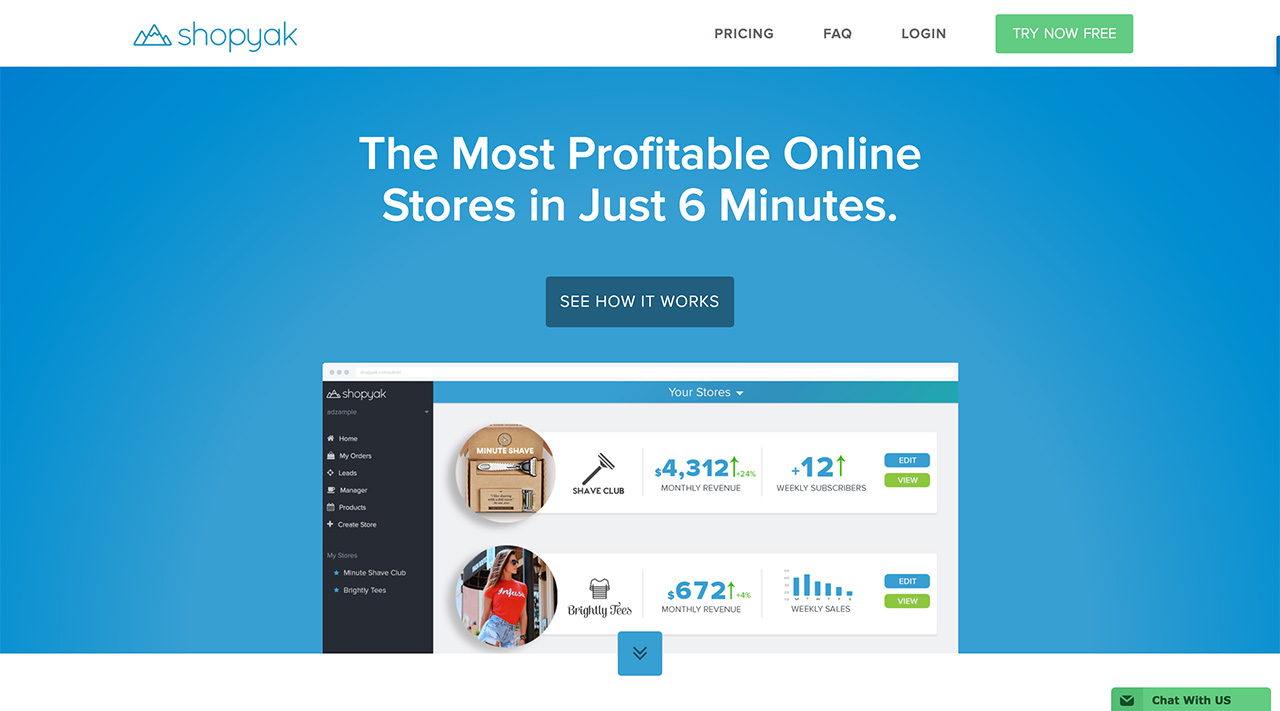 shopyak
PRICING
FAQ
LOGIN
TRY NOW FREE
The Most Profitable Online
Stores in Just 6 Minutes.
SEE HOW IT WORKS
shopyak
Your Stores
adzample
Home
My Orders
Leads
Manager
Products
Create Store
My Stores
Minute Shave Club
Brightly Tees
MINUTE SHAVE
SHAVE CLUB
$4,312 +24%
MONTHLY REVENUE
+12
WEEKLY SUBSCRIBERS
EDIT
VIEW
Brightly Tees
$672 +4%
MONTHLY REVENUE
WEEKLY SALES
EDIT
VIEW
Chat With US